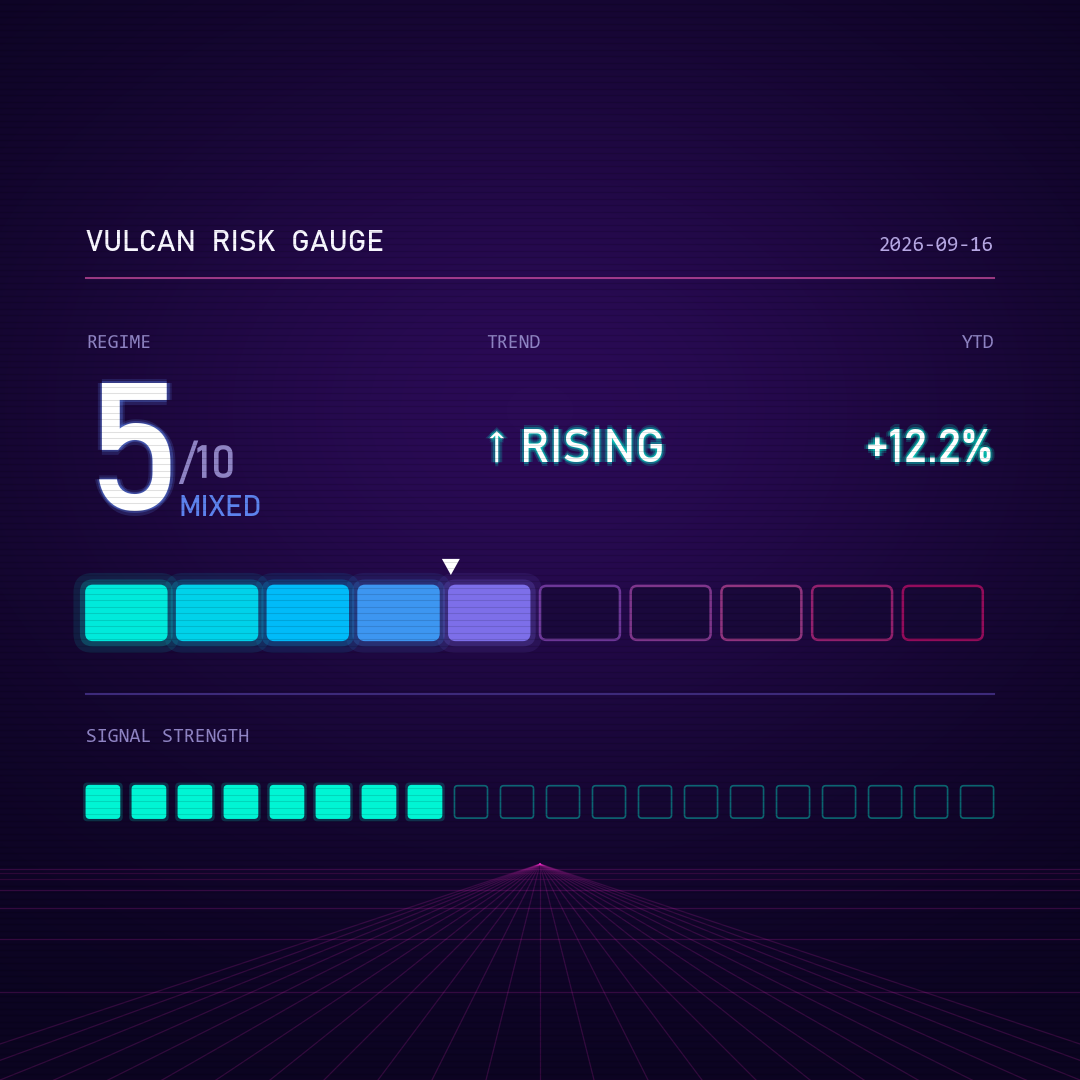 VULCAN RISK GAUGE
2026-09-16
REGIME
TREND
YTD
5/10
MIXED
↑ RISING
+12.2%
SIGNAL STRENGTH